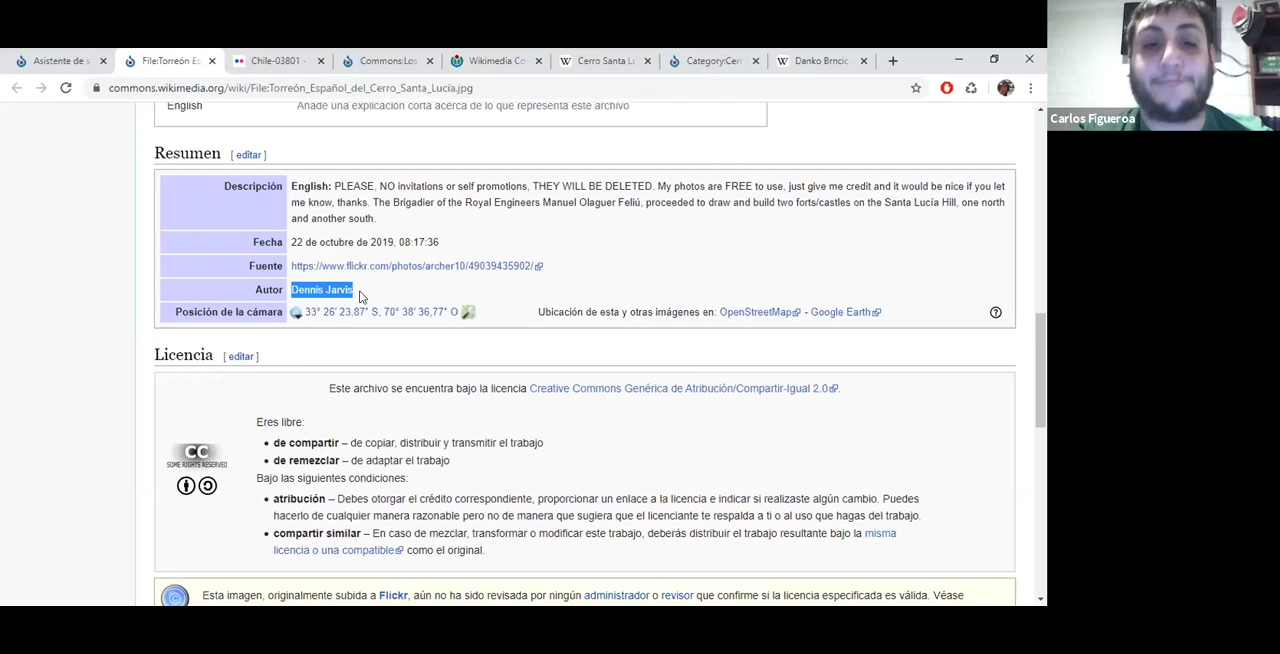 Asistente de s
File:Torreón Es
Chile-03801 -
Commons:Los
Wikimedia Co
Cerro Santa Lu
Category:Cerr
Danko Brncic
commons.wikimedia.org/wiki/File:Torreón_Español_del_Cerro_Santa_Lucía.jpg
Carlos Figueroa
English Añade una explicación corta acerca de lo que representa este archivo
Resumen [ editar ]
Descripción English: PLEASE, NO invitations or self promotions, THEY WILL BE DELETED. My photos are FREE to use, just give me credit and it would be nice if you let
me know, thanks. The Brigadier of the Royal Engineers Manuel Olaguer Feliú, proceeded to draw and build two forts/castles on the Santa Lucía Hill, one north
and another south.
Fecha 22 de octubre de 2019, 08:17:36
Fuente https://www.flickr.com/photos/archer10/49039435902/
Autor Dennis Jarvis
Posición de la cámara 33° 26′ 23,87″ S, 70° 38′ 36,77″ O Ubicación de esta y otras imágenes en: OpenStreetMap - Google Earth ?
Licencia [ editar ]
Este archivo se encuentra bajo la licencia Creative Commons Genérica de Atribución/Compartir-Igual 2.0.
Eres libre:
• de compartir – de copiar, distribuir y transmitir el trabajo
• de remezclar – de adaptar el trabajo
Bajo las siguientes condiciones:
• atribución – Debes otorgar el crédito correspondiente, proporcionar un enlace a la licencia e indicar si realizaste algún cambio. Puedes
hacerlo de cualquier manera razonable pero no de manera que sugiera que el licenciante te respalda a ti o al uso que hagas del trabajo.
• compartir similar – En caso de mezclar, transformar o modificar este trabajo, deberás distribuir el trabajo resultante bajo la misma
licencia o una compatible como el original.
CC
SOME RIGHTS RESERVED
Esta imagen, originalmente subida a Flickr, aún no ha sido revisada por ningún administrador o revisor que confirme si la licencia especificada es válida. Véase